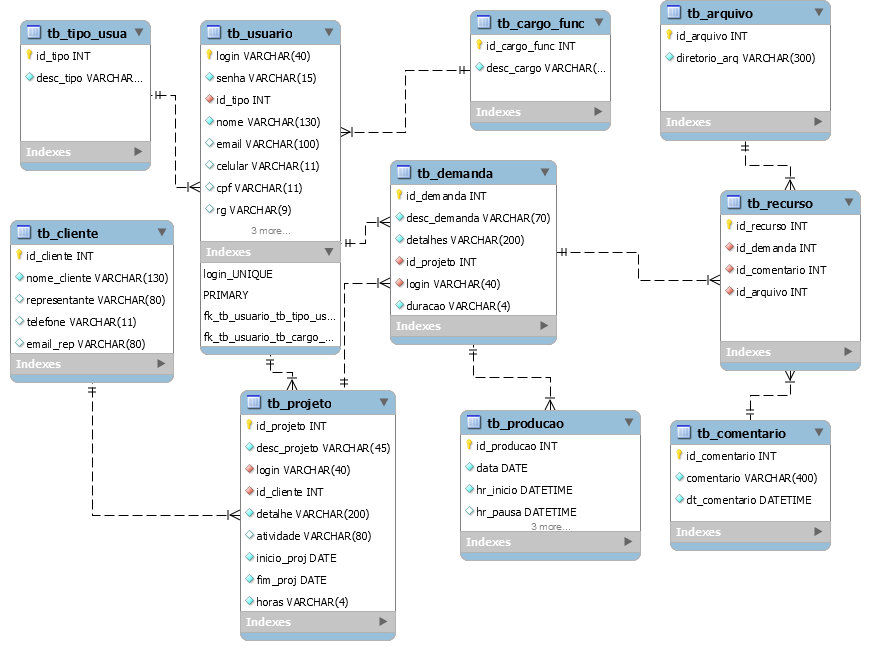 tb_tipo_usua
id_tipo INT
desc_tipo VARCHAR...
Indexes
tb_usuario
login VARCHAR(40)
senha VARCHAR(15)
id_tipo INT
nome VARCHAR(130)
email VARCHAR(100)
celular VARCHAR(11)
cpf VARCHAR(11)
rg VARCHAR(9)
3 more...
Indexes
login_UNIQUE
PRIMARY
fk_tb_usuario_tb_tipo_us...
fk_tb_usuario_tb_cargo_...
tb_cargo_func
id_cargo_func INT
desc_cargo VARCHAR(...
Indexes
tb_arquivo
id_arquivo INT
diretorio_arq VARCHAR(300)
Indexes
tb_demanda
id_demanda INT
desc_demanda VARCHAR(70)
detalhes VARCHAR(200)
id_projeto INT
login VARCHAR(40)
duracao VARCHAR(4)
Indexes
tb_recurso
id_recurso INT
id_demanda INT
id_comentario INT
id_arquivo INT
Indexes
tb_cliente
id_cliente INT
nome_cliente VARCHAR(130)
representante VARCHAR(80)
telefone VARCHAR(11)
email_rep VARCHAR(80)
Indexes
tb_projeto
id_projeto INT
desc_projeto VARCHAR(45)
login VARCHAR(40)
id_cliente INT
detalhe VARCHAR(200)
atividade VARCHAR(80)
inicio_proj DATE
fim_proj DATE
horas VARCHAR(4)
Indexes
tb_producao
id_producao INT
data DATE
hr_inicio DATETIME
hr_pausa DATETIME
3 more...
Indexes
tb_comentario
id_comentario INT
comentario VARCHAR(400)
dt_comentario DATETIME
Indexes